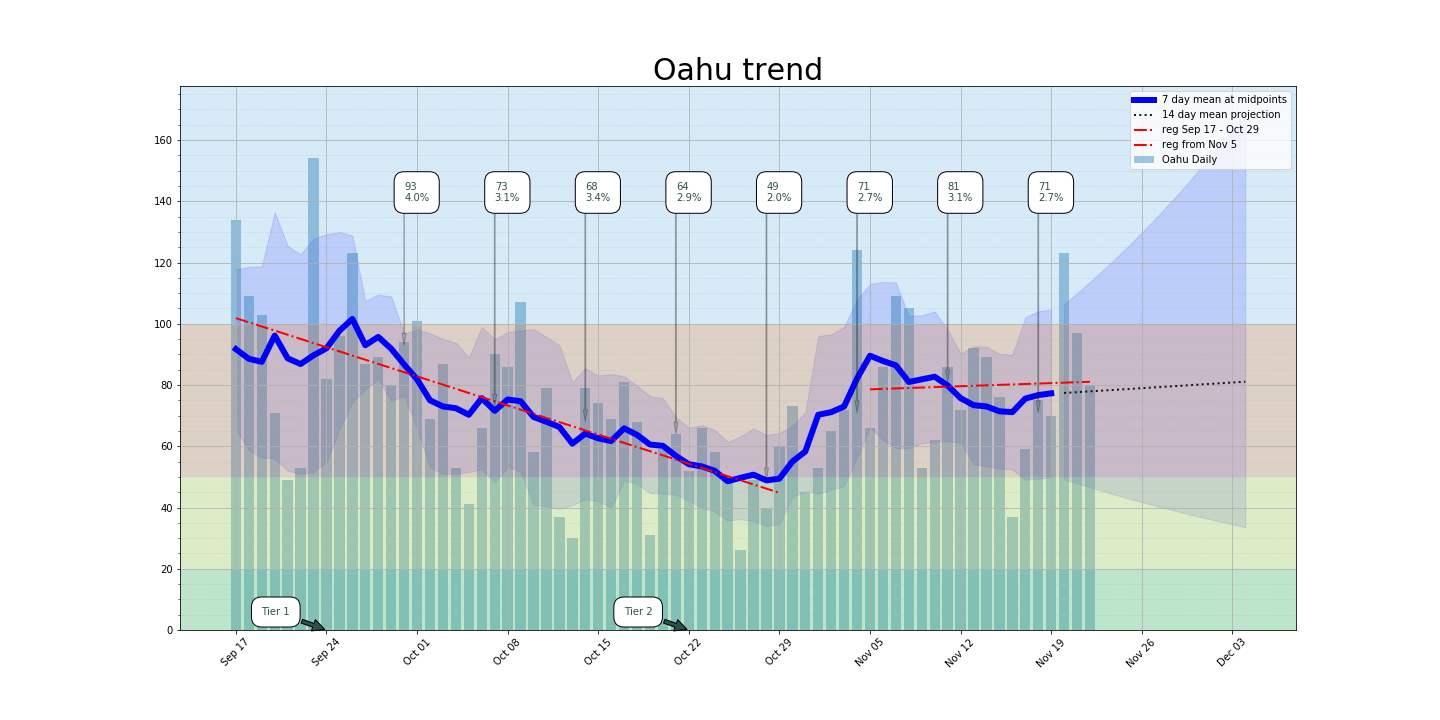 Oahu trend
7 day mean at midpoints
14 day mean projection
reg Sep 17 - Oct 29
reg from Nov 5
Oahu Daily
160
140
120
100
80
60
40
20
0
93
4.0%
73
3.1%
68
3.4%
64
2.9%
49
2.0%
71
2.7%
81
3.1%
71
2.7%
Tier 1
Tier 2
Sep 17
Sep 24
Oct 01
Oct 08
Oct 15
Oct 22
Oct 29
Nov 05
Nov 12
Nov 19
Nov 26
Dec 03